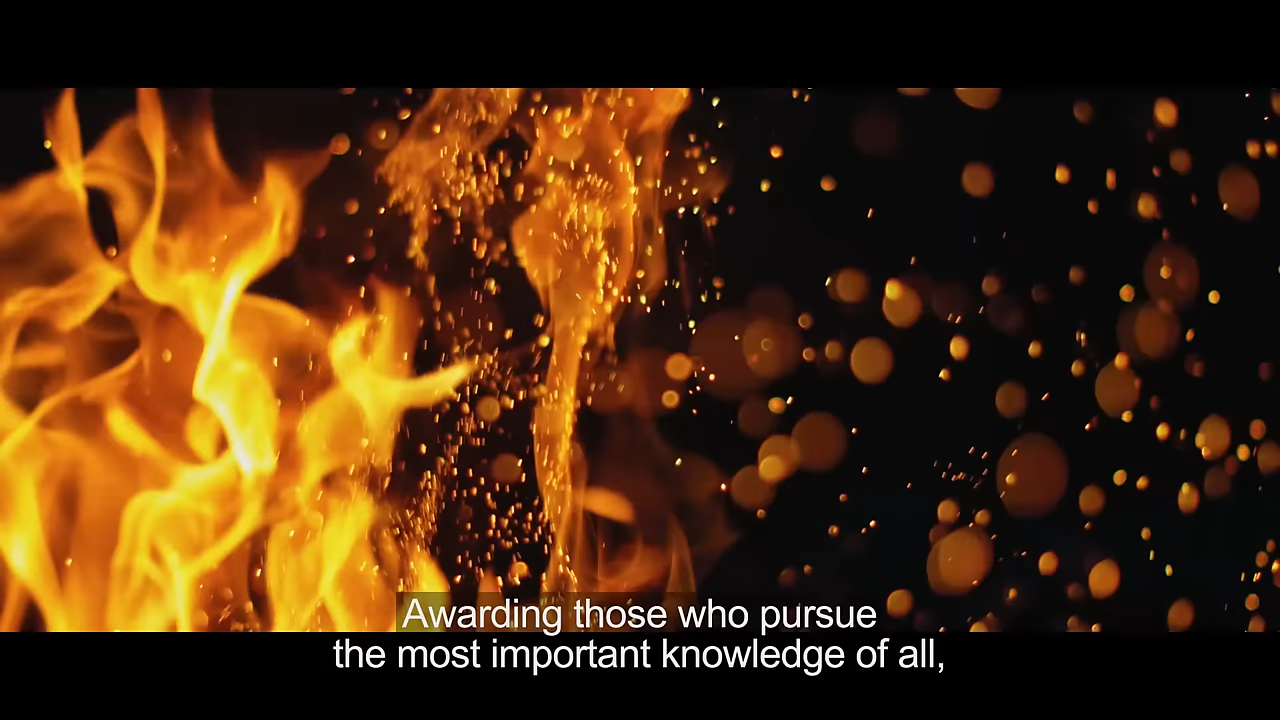 Awarding those who pursue
the most important knowledge of all,